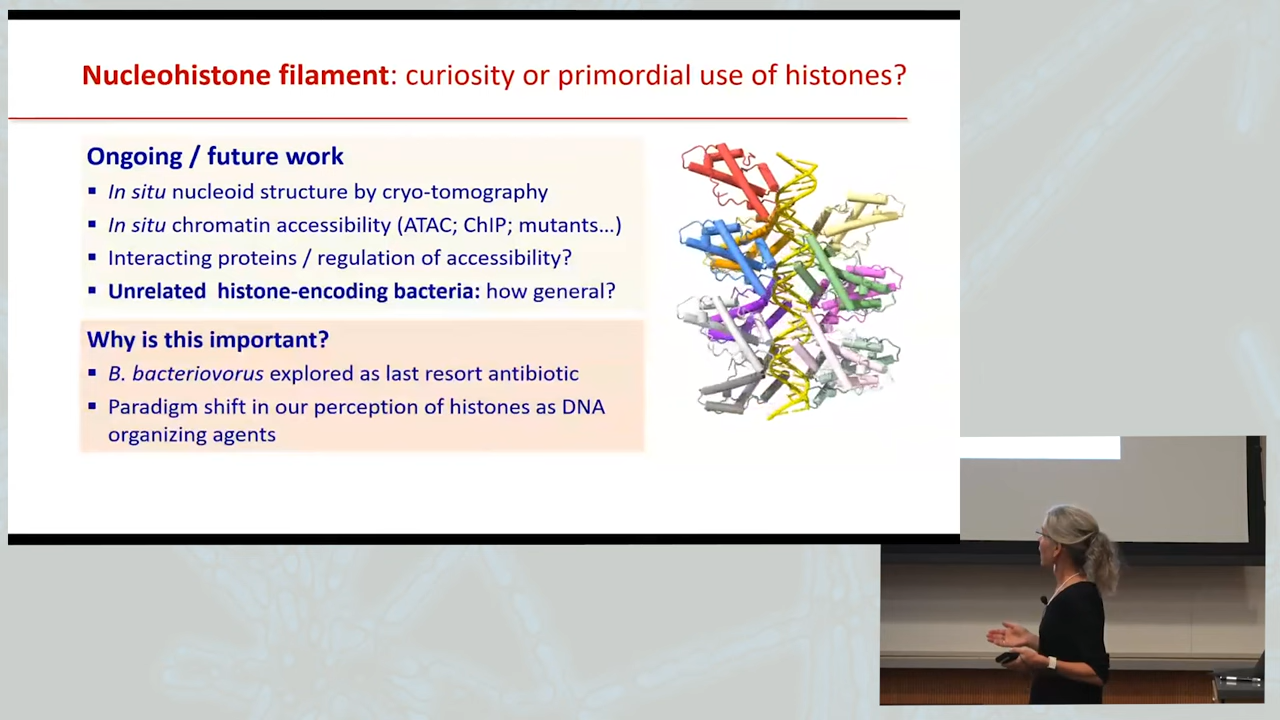 Nucleohistone filament: curiosity or primordial use of histones?
Ongoing / future work
▪ In situ nucleoid structure by cryo-tomography
▪ In situ chromatin accessibility (ATAC; ChIP; mutants...)
▪ Interacting proteins / regulation of accessibility?
▪ Unrelated histone-encoding bacteria: how general?
Why is this important?
▪ B. bacteriovorus explored as last resort antibiotic
▪ Paradigm shift in our perception of histones as DNA
organizing agents